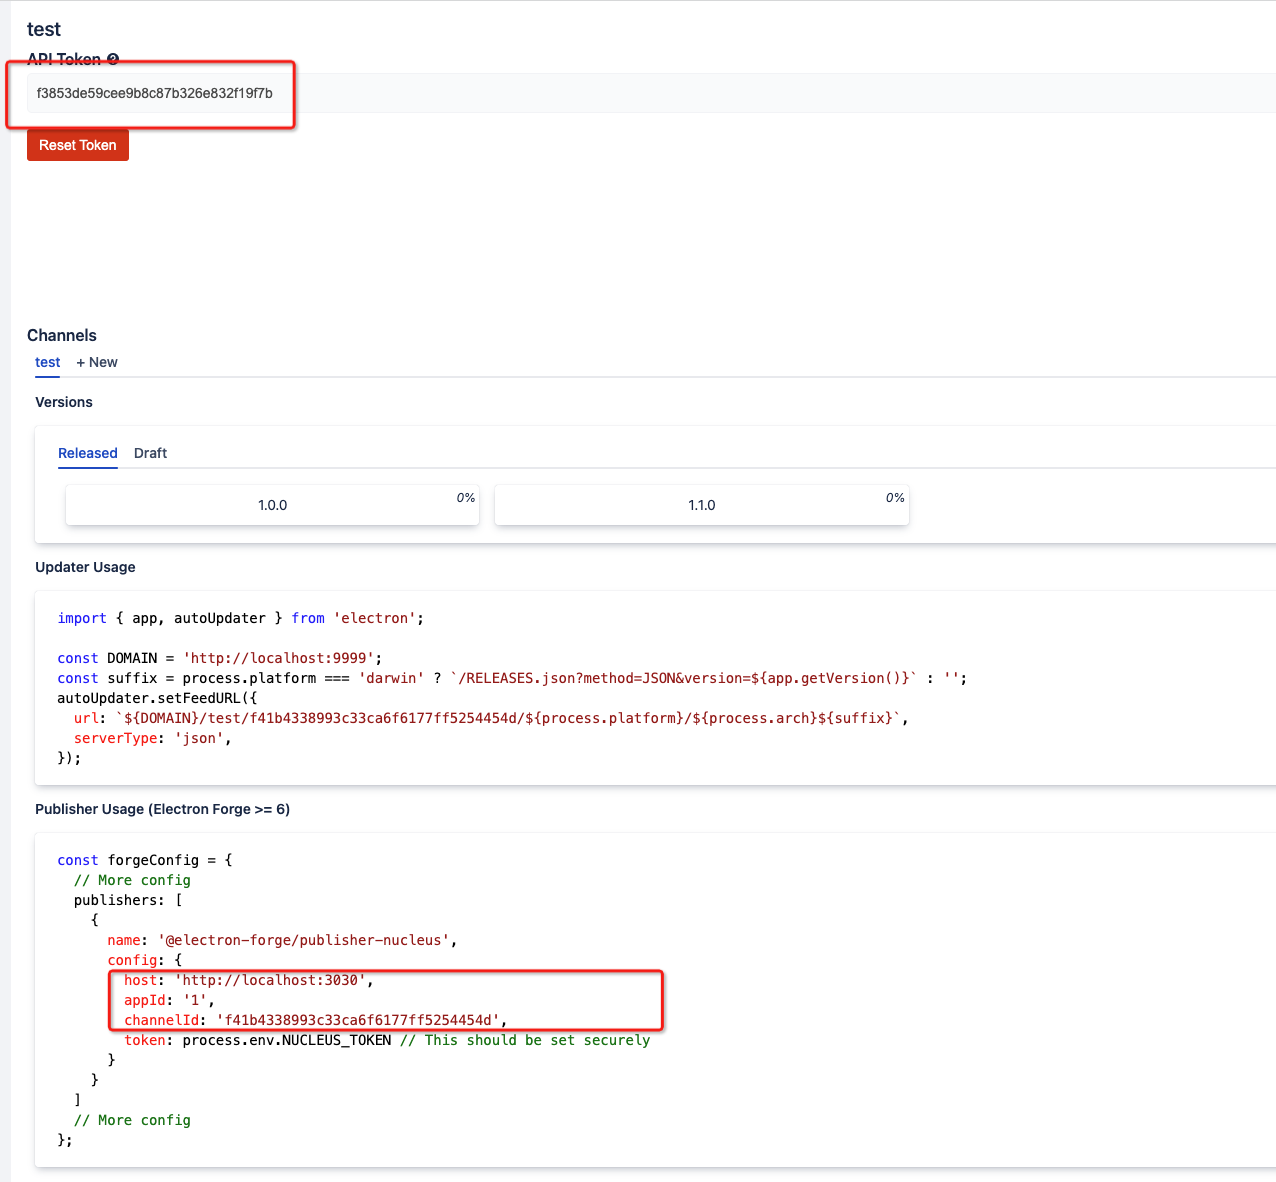 test
API Token
f3853de59cee9b8c87b326e832f19f7b
Reset Token
Channels
test + New
Versions
Released Draft
1.0.0 0% 1.1.0 0%
Updater Usage
import { app, autoUpdater } from 'electron';
const DOMAIN = 'http://localhost:9999';
const suffix = process.platform === 'darwin' ? `/RELEASES.json?method=JSON&version=${app.getVersion()}` : '';
autoUpdater.setFeedURL({
  url: `${DOMAIN}/test/f41b4338993c33ca6f6177ff5254454d/${process.platform}/${process.arch}${suffix}`,
  serverType: 'json',
});
Publisher Usage (Electron Forge >= 6)
const forgeConfig = {
  // More config
  publishers: [
    {
      name: '@electron-forge/publisher-nucleus',
      config: {
        host: 'http://localhost:3030',
        appId: '1',
        channelId: 'f41b4338993c33ca6f6177ff5254454d',
        token: process.env.NUCLEUS_TOKEN // This should be set securely
      }
    }
  ]
  // More config
};